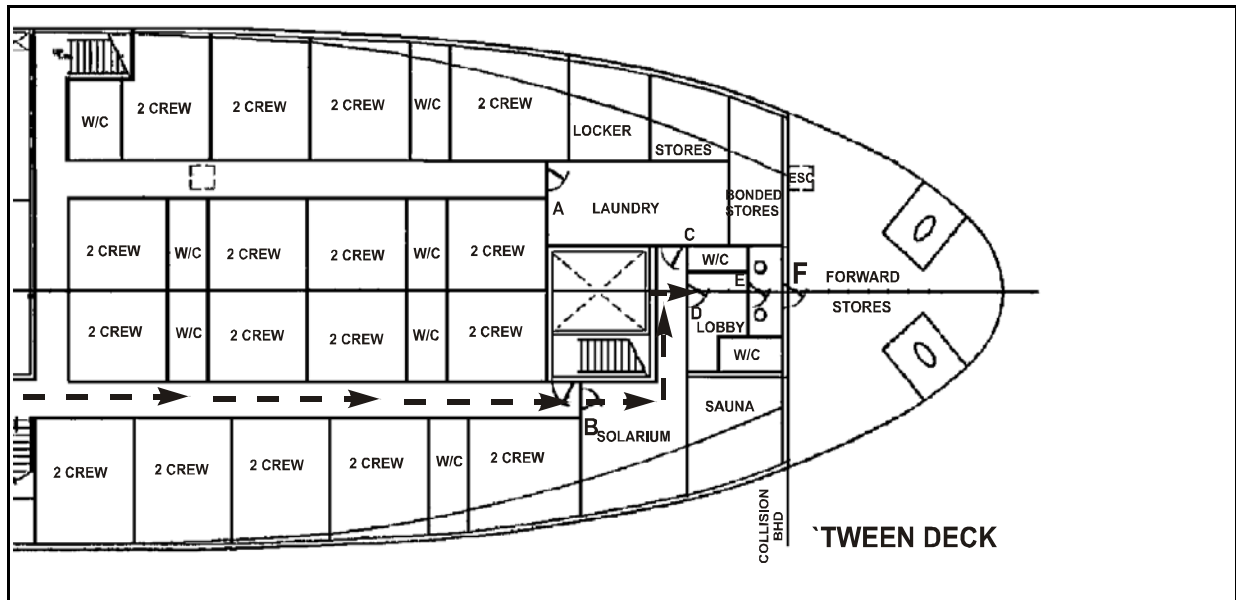 2 CREW
2 CREW
2 CREW
W/C
2 CREW
W/C
LOCKER
STORES
ESC
BONDED
STORES
A
LAUNDRY
C
2 CREW
W/C
2 CREW
2 CREW
W/C
2 CREW
W/C
E
F
FORWARD
STORES
D
LOBBY
2 CREW
W/C
2 CREW
2 CREW
W/C
2 CREW
W/C
SAUNA
B
SOLARIUM
2 CREW
2 CREW
2 CREW
2 CREW
W/C
2 CREW
COLLISION
BHD
`TWEEN DECK